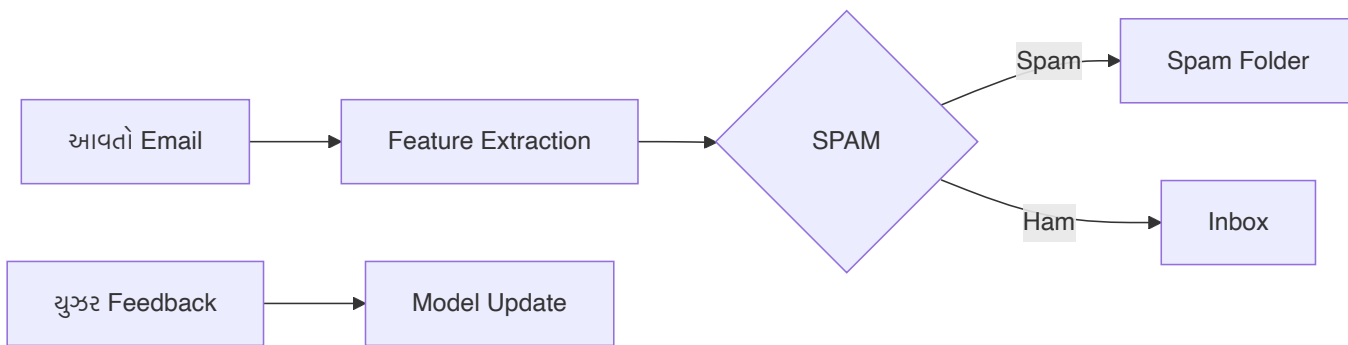 આવતો Email
Feature Extraction
SPAM
Spam
Spam Folder
Ham
Inbox
યુઝર Feedback
Model Update